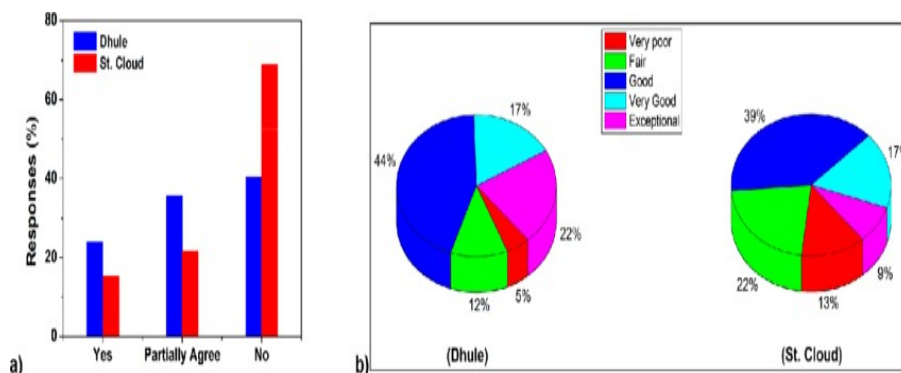 80
60
40
20
0
Responses (%)
Dhule
St. Cloud
Yes Partially Agree No
a)
Very poor
Fair
Good
Very Good
Exceptional
17%
44%
22%
5%
12%
(Dhule)
39%
17%
9%
13%
22%
(St. Cloud)
b)